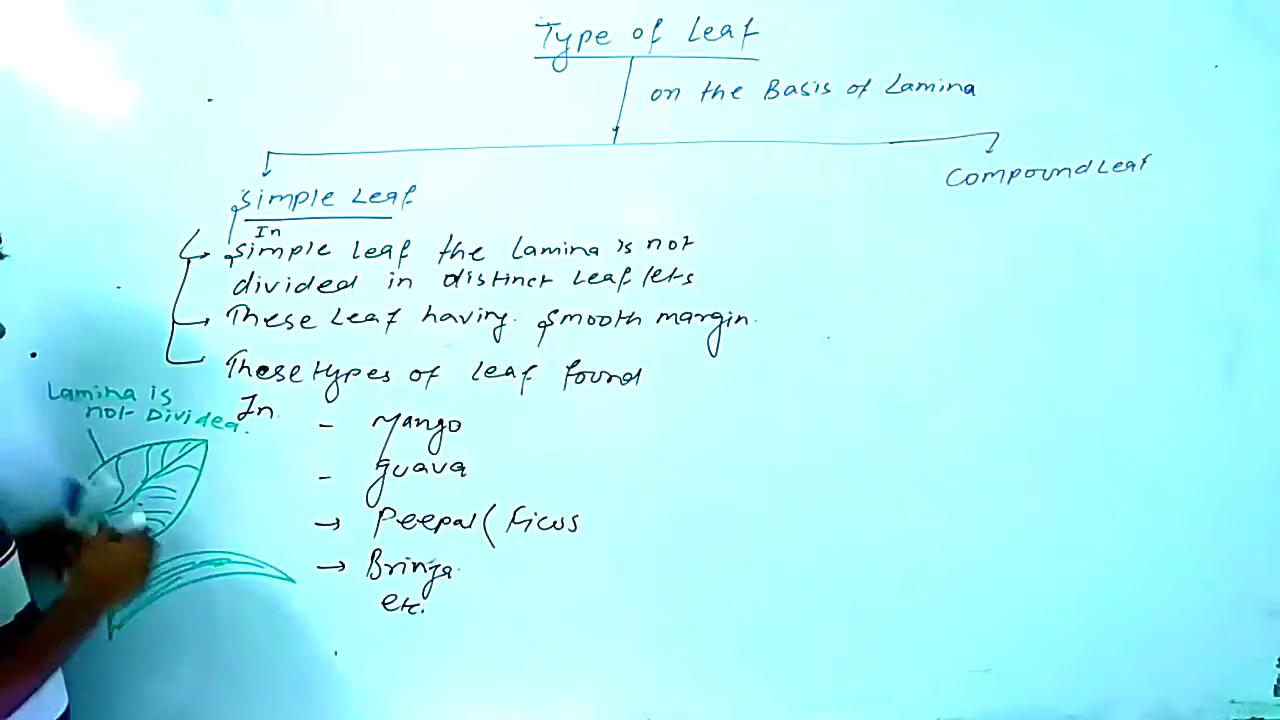 Type of Leaf
on the Basis of Lamina
Simple Leaf
Compound Leaf
In
Simple leaf the Lamina is not
divided in distinct Leaf lets
These Leaf having smooth margin.
These types of leaf found
In
Lamina is
not Divided.
- Mango
- guava
→ Peepal (Ficus
→ Brinja
etc.